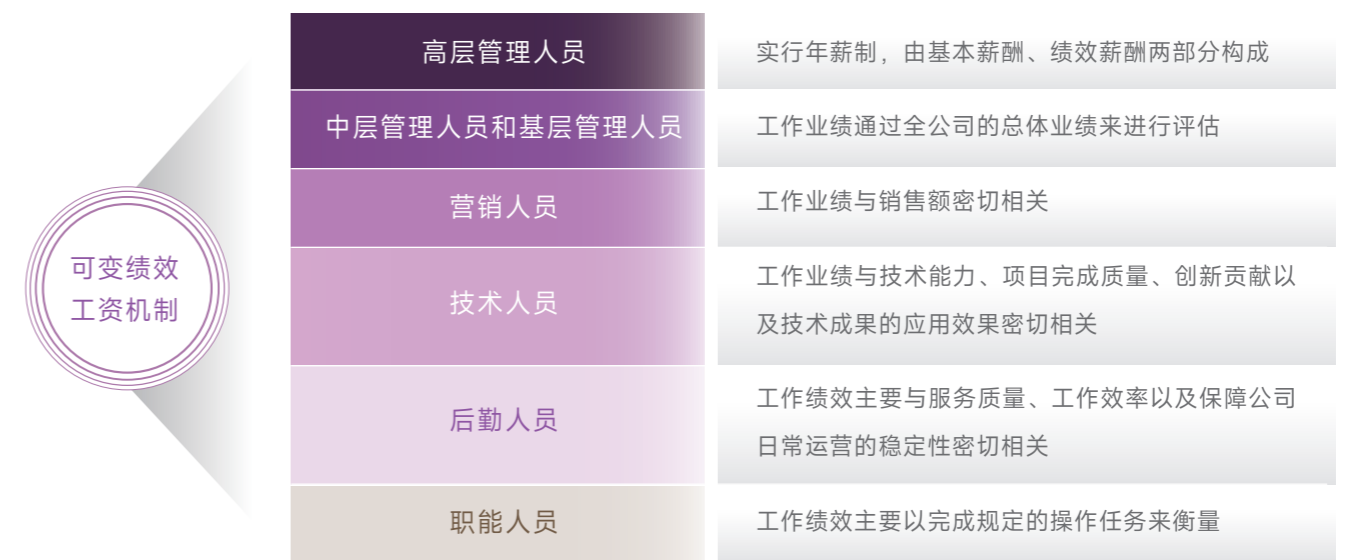 可变绩效
工资机制
高层管理人员
实行年薪制，由基本薪酬、绩效薪酬两部分构成
中层管理人员和基层管理人员
工作业绩通过全公司的总体业绩来进行评估
营销人员
工作业绩与销售额密切相关
技术人员
工作业绩与技术能力、项目完成质量、创新贡献以
及技术成果的应用效果密切相关
后勤人员
工作绩效主要与服务质量、工作效率以及保障公司
日常运营的稳定性密切相关
职能人员
工作绩效主要以完成规定的操作任务来衡量